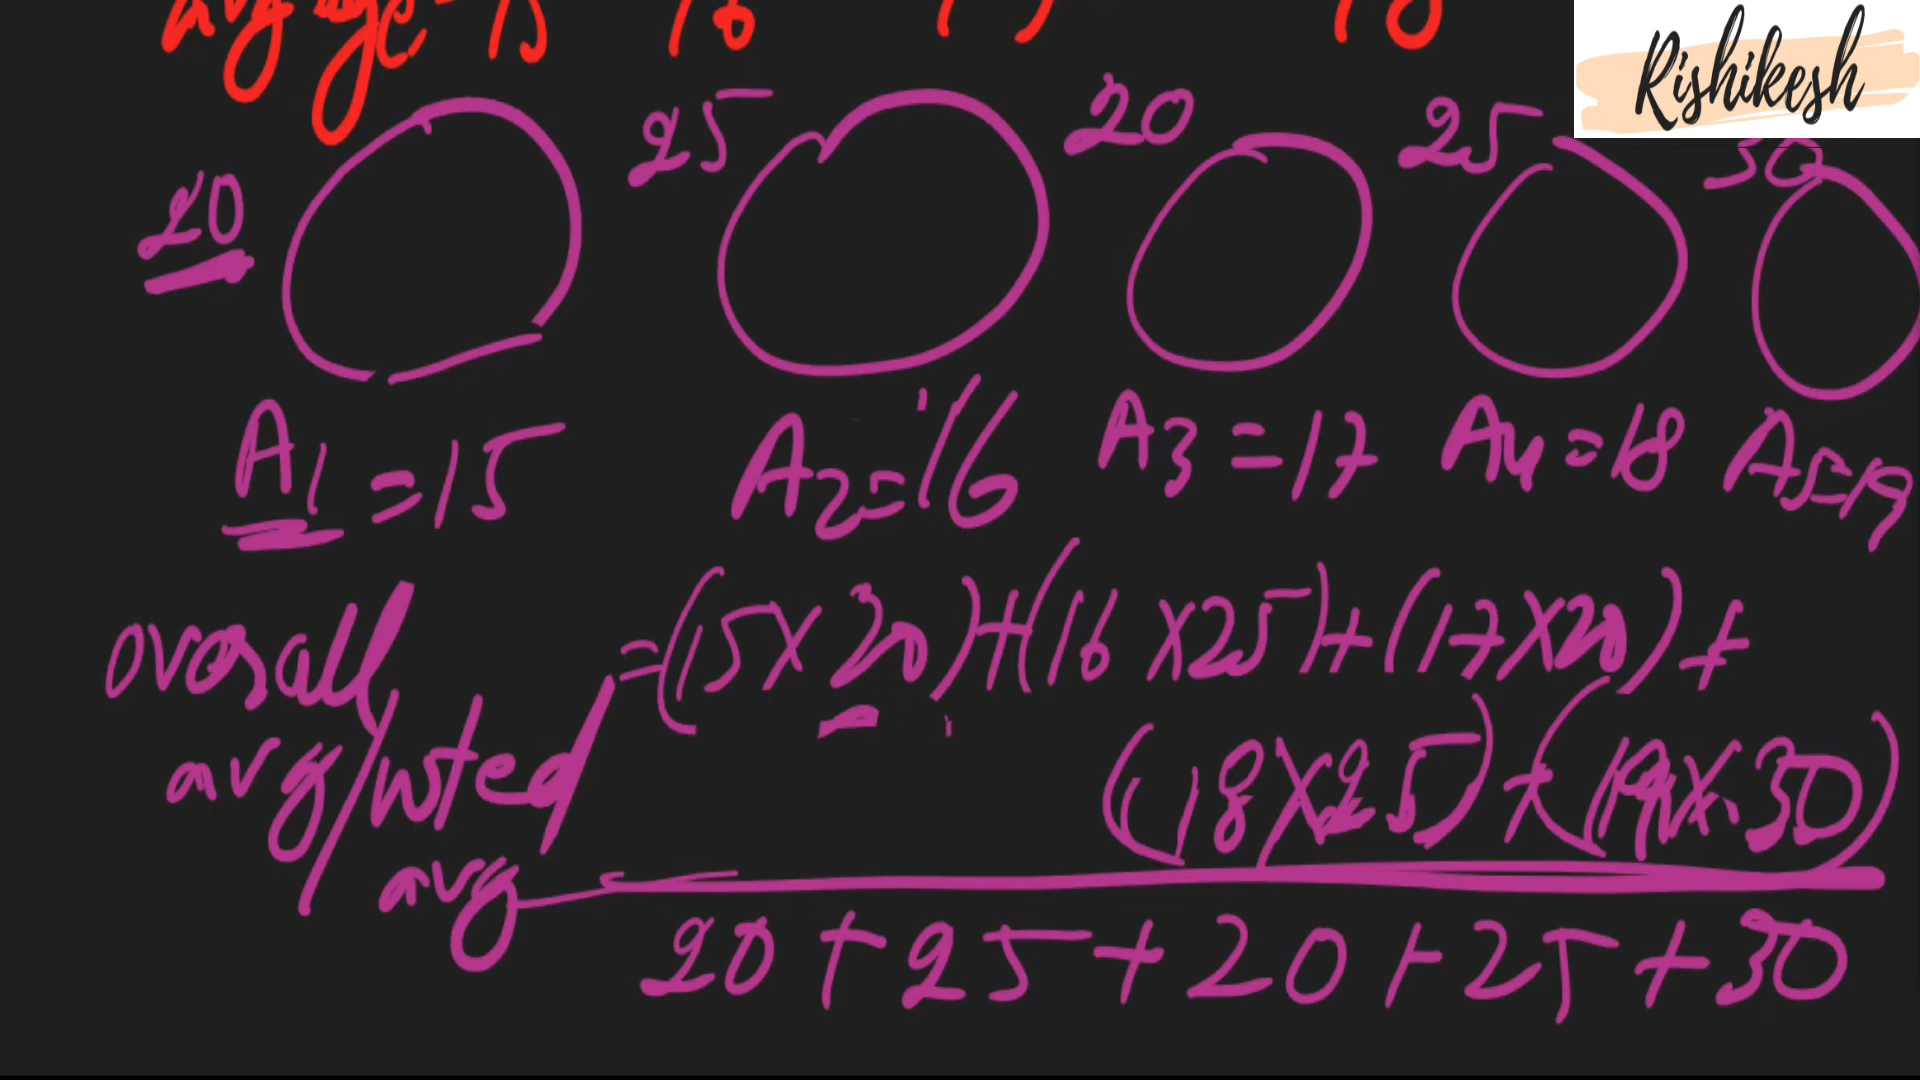 avg age = 15 16 18
Rishikesh
20 25 20 25 30
A1 = 15 A2 = 16 A3 = 17 A4 = 18 A5 = 19
overall = (15 X 20) + (16 X 25) + (17 X 20) +
avg / wted (18 X 25) + (19 X 30)
avg
20 + 25 + 20 + 25 + 30